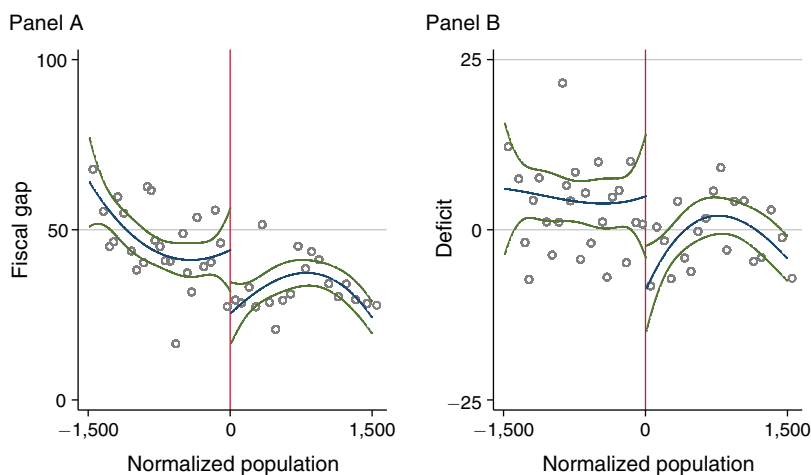 Panel A
Panel B
100
50
0
Fiscal gap
−1,500
0
1,500
Normalized population
25
0
−25
Deficit
−1,500
0
1,500
Normalized population